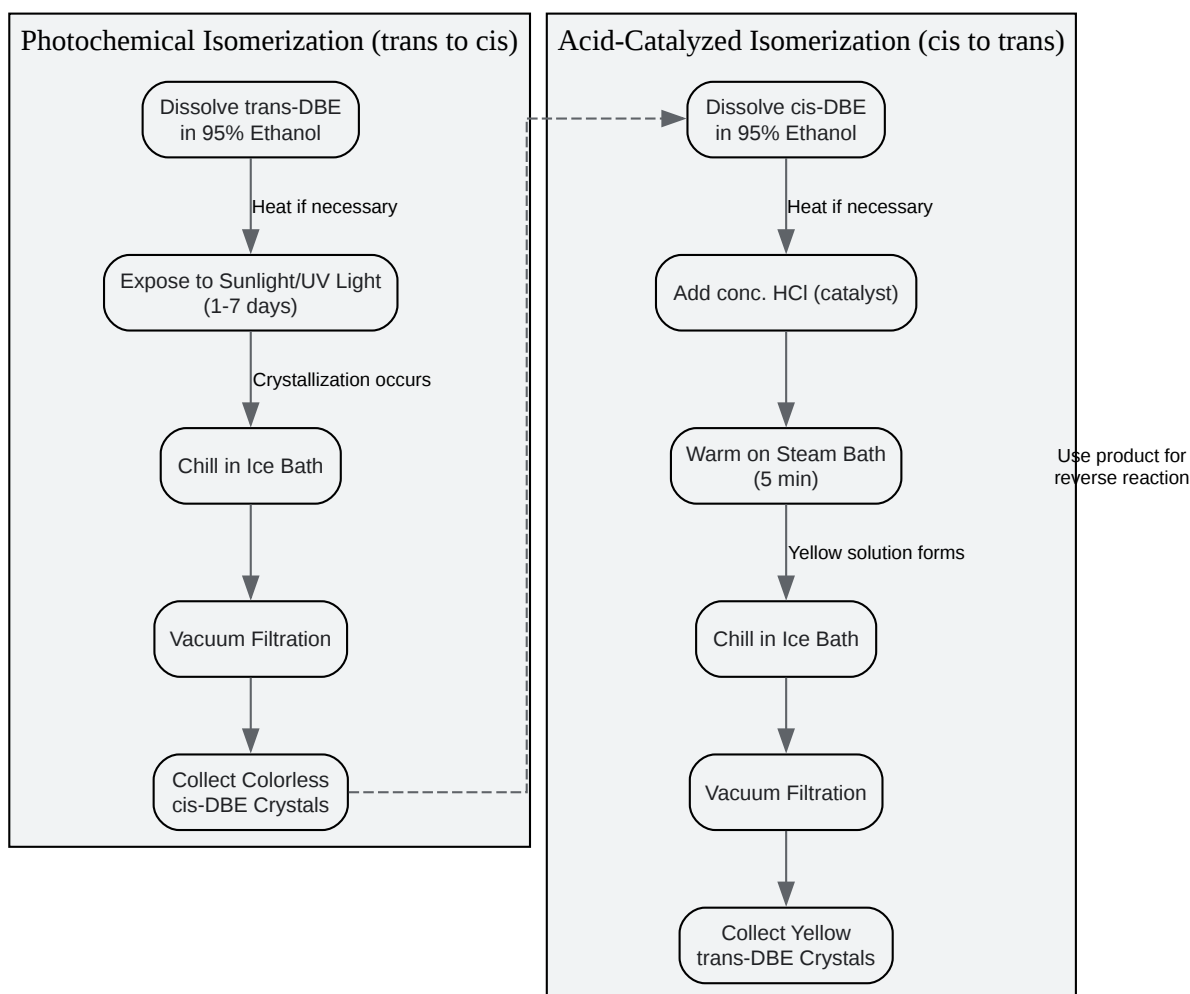 Photochemical Isomerization (trans to cis)
Dissolve trans-DBE
in 95% Ethanol
Heat if necessary
Expose to Sunlight/UV Light
(1-7 days)
Crystallization occurs
Chill in Ice Bath
Vacuum Filtration
Collect Colorless
cis-DBE Crystals
Acid-Catalyzed Isomerization (cis to trans)
Dissolve cis-DBE
in 95% Ethanol
Heat if necessary
Add conc. HCl (catalyst)
Warm on Steam Bath
(5 min)
Yellow solution forms
Chill in Ice Bath
Vacuum Filtration
Collect Yellow
trans-DBE Crystals
Use product for
reverse reaction